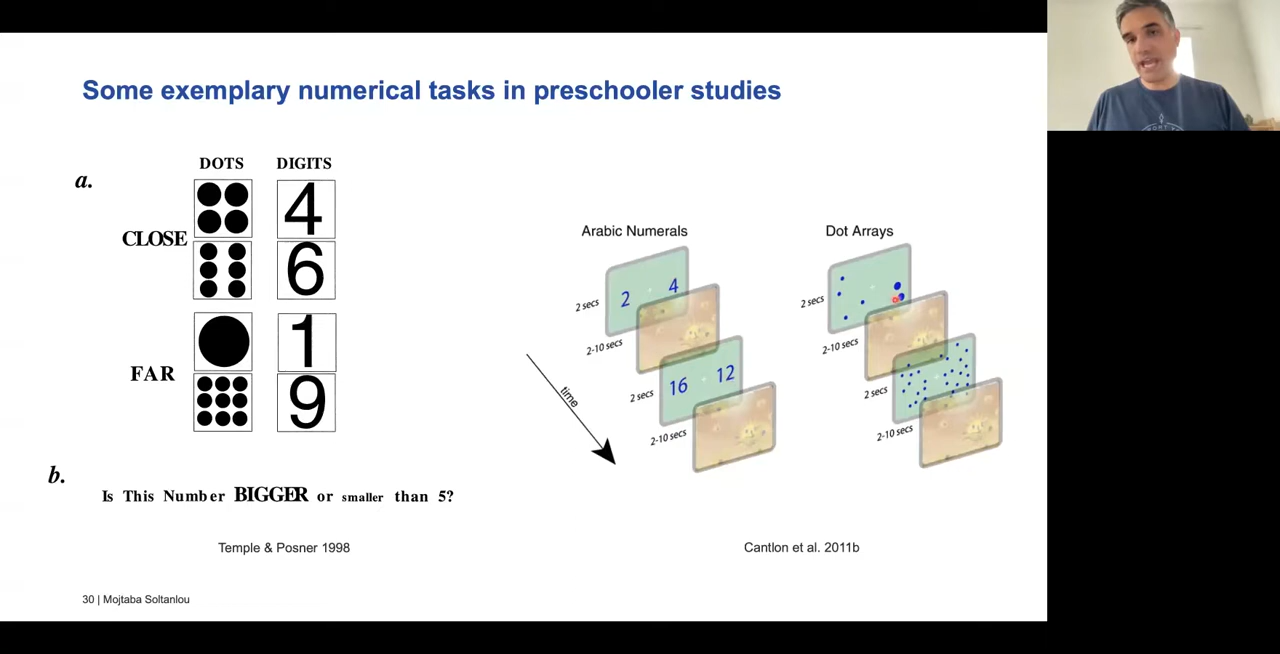 Some exemplary numerical tasks in preschooler studies
DOTS DIGITS
a.
4
CLOSE
6
1
FAR
9
b.
Is This Number BIGGER or smaller than 5?
Temple & Posner 1998
Arabic Numerals
2 secs
2 4
2-10 secs
2 secs
16 12
2-10 secs
time
Dot Arrays
2 secs
2-10 secs
2 secs
2-10 secs
Cantlon et al. 2011b
30 | Mojtaba Soltanlou